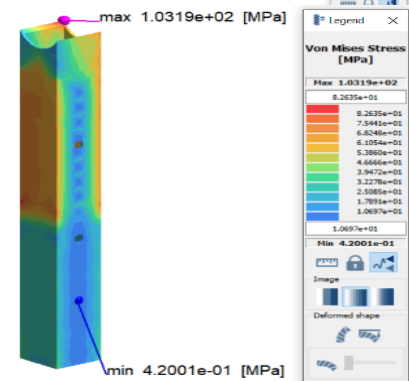 max 1.0319e+02 [MPa]
min 4.2001e-01 [MPa]
Legend
Von Mises Stress
[MPa]
Max 1.0319e+02
8.2635e+01
8.2635e+01
7.5441e+01
6.8248e+01
6.1054e+01
5.3860e+01
4.6666e+01
3.9472e+01
3.2278e+01
2.5085e+01
1.7891e+01
1.0697e+01
1.0697e+01
Min 4.2001e-01
Image
Deformed shape